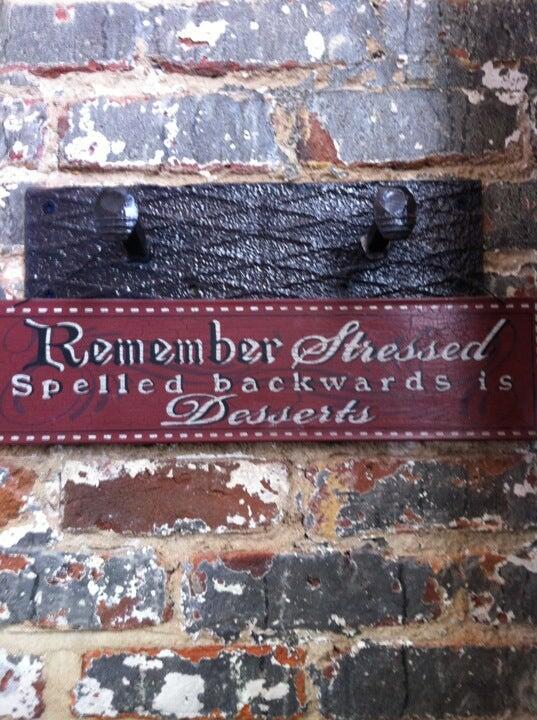 Remember Stressed
Spelled backwards is
Desserts